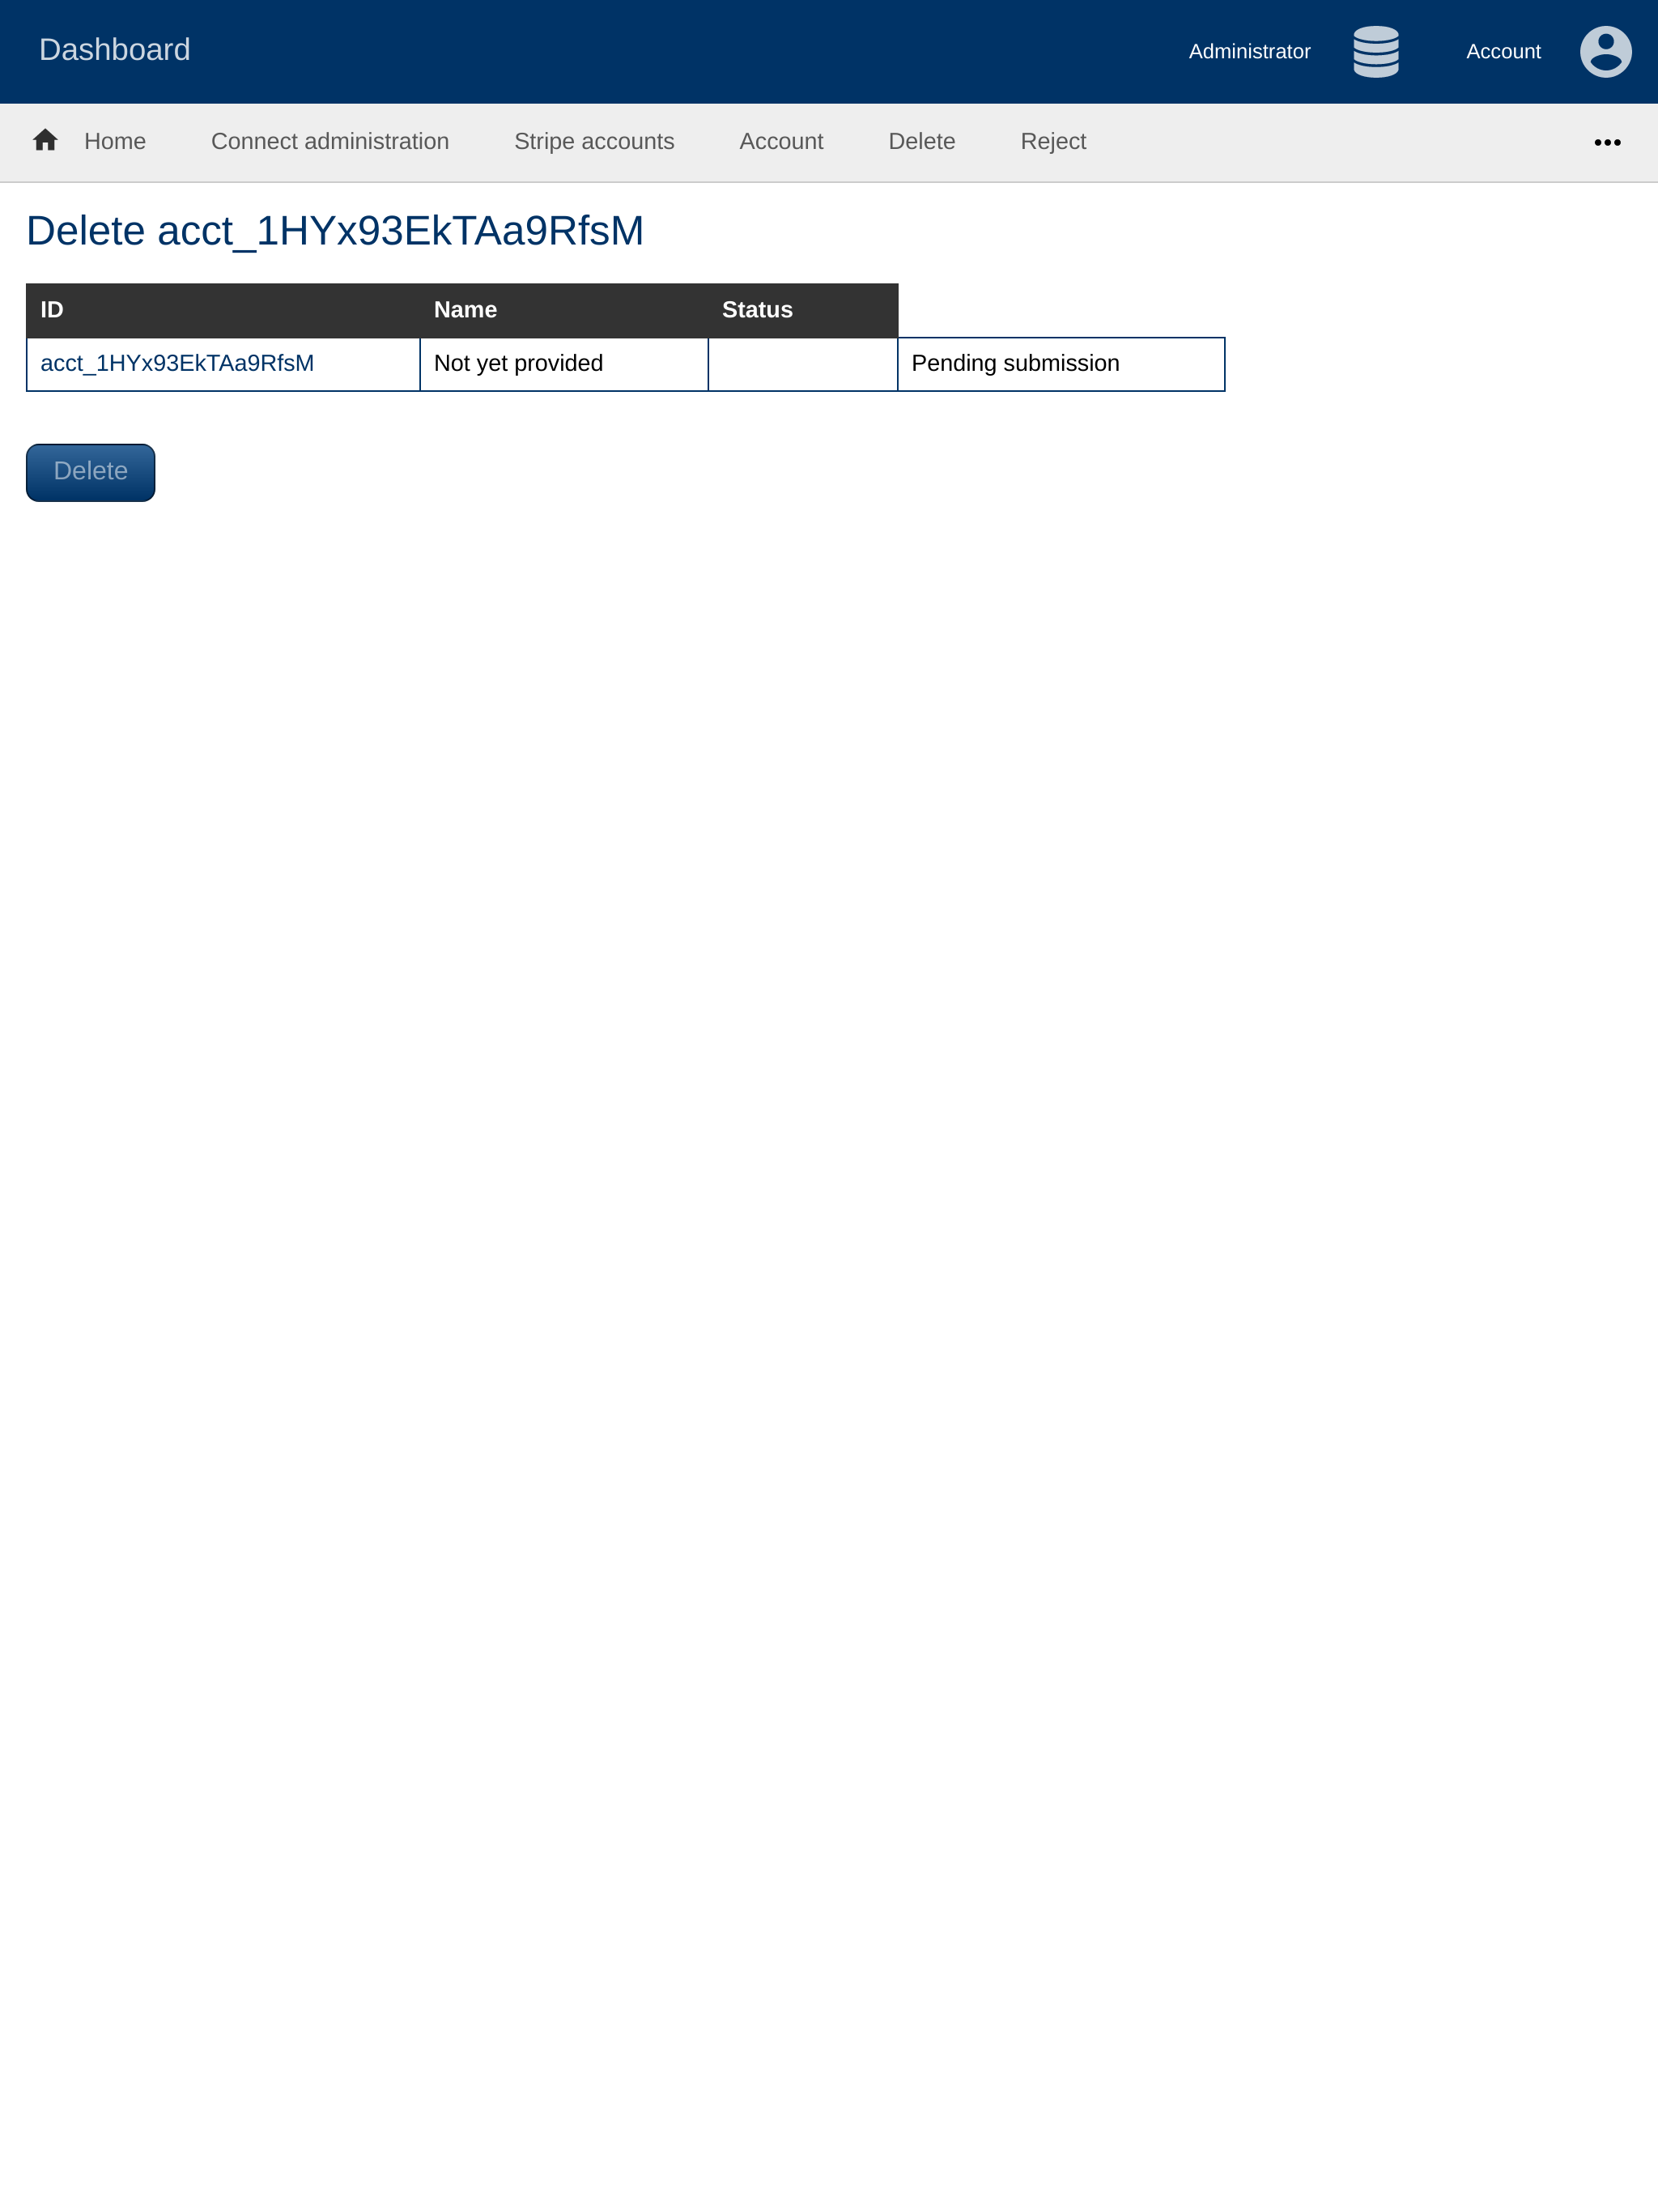 Dashboard Administrator Account
Home Connect administration Stripe accounts Account Delete Reject
Delete acct_1HYx93EkTAa9RfsM
ID Name Status
acct_1HYx93EkTAa9RfsM Not yet provided Pending submission
Delete